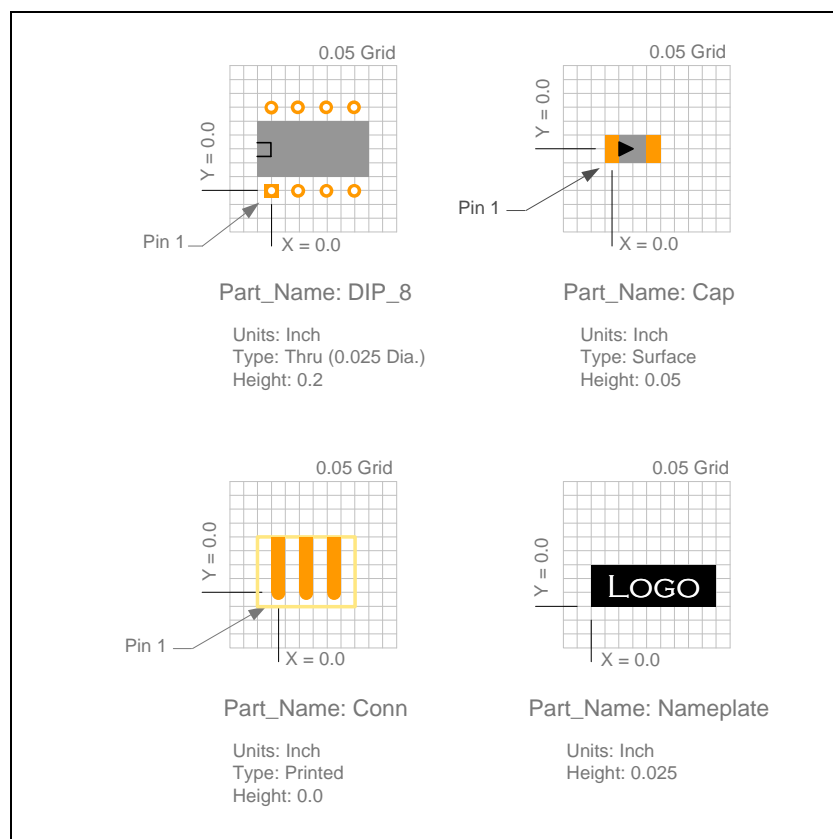 0.05 Grid
Y = 0.0
Pin 1
X = 0.0
Part_Name: DIP_8
Units: Inch
Type: Thru (0.025 Dia.)
Height: 0.2
0.05 Grid
Y = 0.0
Pin 1
X = 0.0
Part_Name: Cap
Units: Inch
Type: Surface
Height: 0.05
0.05 Grid
Y = 0.0
Pin 1
X = 0.0
Part_Name: Conn
Units: Inch
Type: Printed
Height: 0.0
0.05 Grid
Y = 0.0
LOGO
X = 0.0
Part_Name: Nameplate
Units: Inch
Height: 0.025